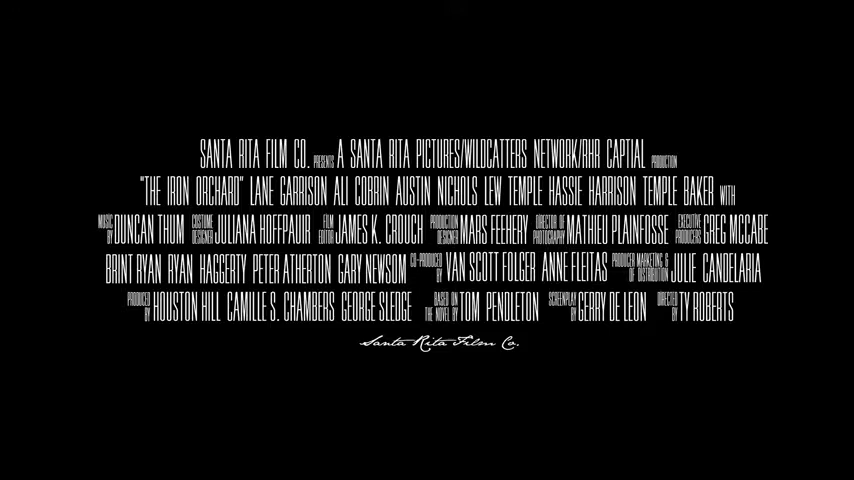 SANTA RITA FILM CO. PRESENTS A SANTA RITA PICTURES/WILDCATTERS NETWORK/RHR CAPTIAL PRODUCTION
"THE IRON ORCHARD" LANE GARRISON ALI COBRIN AUSTIN NICHOLS LEW TEMPLE HASSIE HARRISON TEMPLE BAKER WITH
MUSIC BY DUNCAN THUM COSTUME DESIGNER JULIANA HOFFPAUIR FILM EDITOR JAMES K. CROUCH PRODUCTION DESIGNER MARS FEEHERY DIRECTOR OF PHOTOGRAPHY MATHIEU PLAINFOSSE EXECUTIVE PRODUCERS GREG MCCABE
BRINT RYAN RYAN HAGGERTY PETER ATHERTON GARY NEWSOM CO-PRODUCED BY VAN SCOTT FOLGER ANNE FLEITAS PRODUCER MARKETING & OF DISTRIBUTION JULIE CANDELARIA
PRODUCED BY HOUSTON HILL CAMILLE S. CHAMBERS GEORGE SLEDGE BASED ON THE NOVEL BY TOM PENDLETON SCREENPLAY BY GERRY DE LEON DIRECTED BY TY ROBERTS
Santa Rita Film Co.